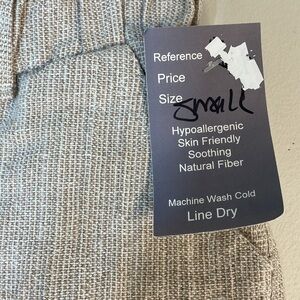 Reference
Price
Size small
Hypoallergenic
Skin Friendly
Soothing
Natural Fiber
Machine Wash Cold
Line Dry